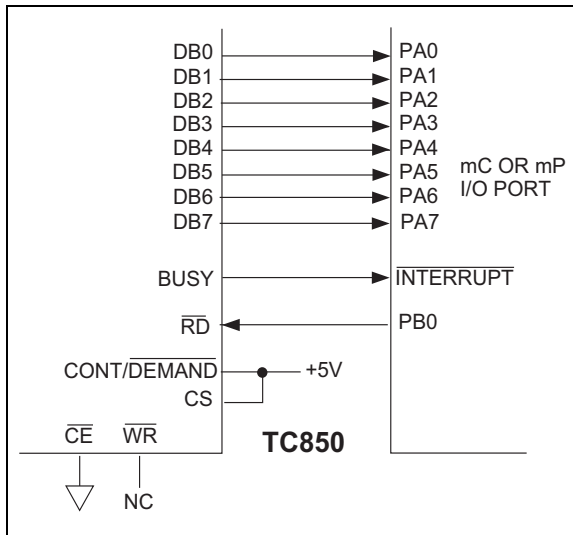 DB0 PA0
DB1 PA1
DB2 PA2
DB3 PA3
DB4 PA4
DB5 PA5
DB6 PA6
DB7 PA7
mC OR mP
I/O PORT
BUSY INTERRUPT
RD PB0
CONT/DEMAND +5V
CS
CE WR TC850
NC